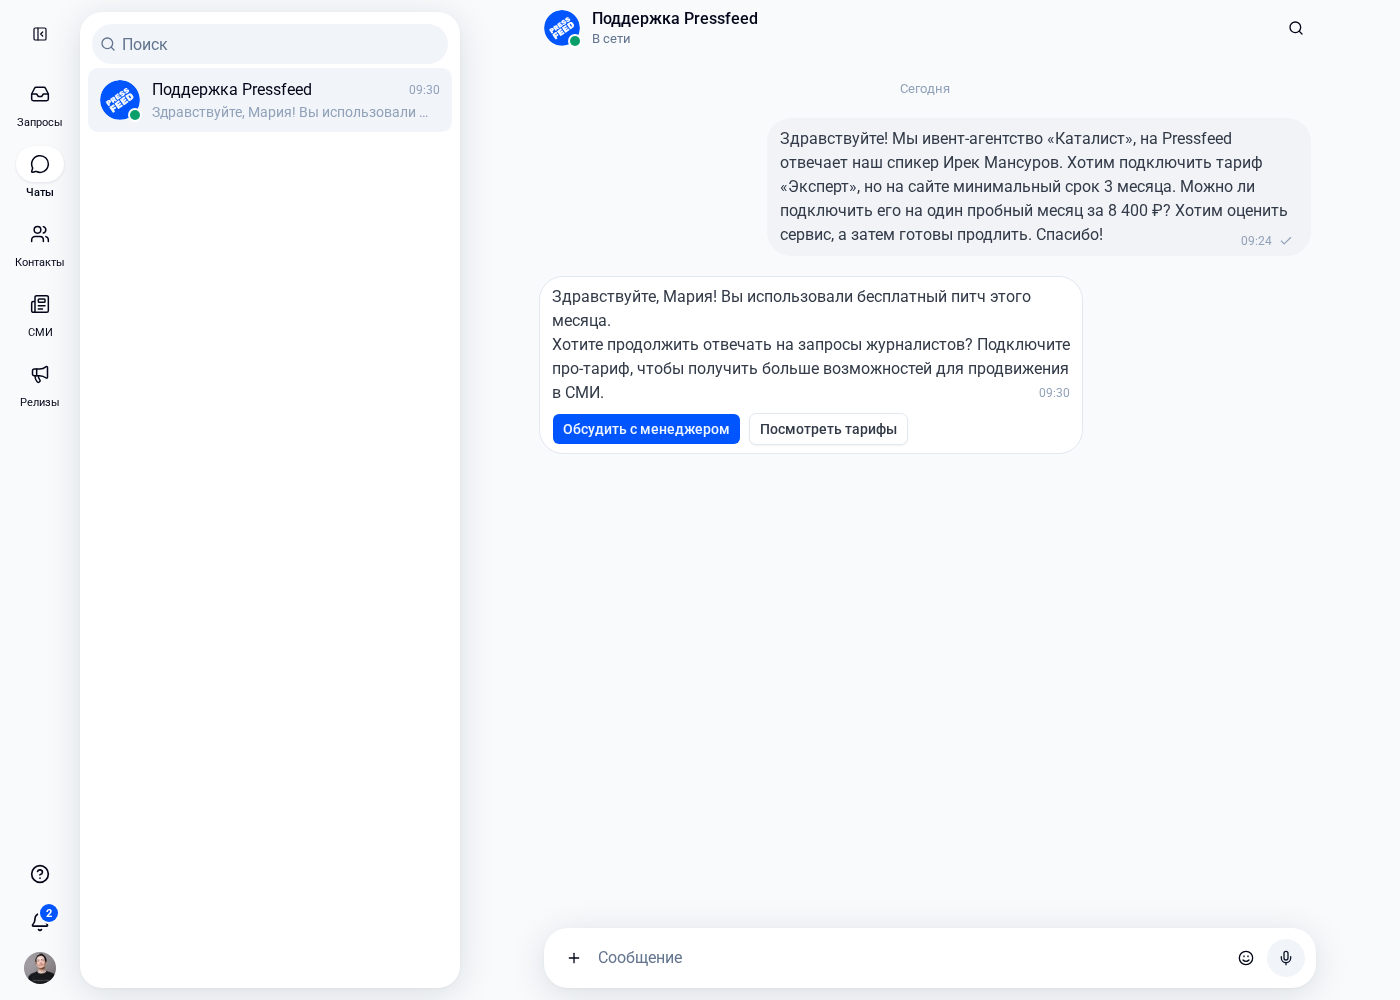 Запросы
Чаты
Контакты
СМИ
Релизы
2
Поиск
PRESS FEED
Поддержка Pressfeed
09:30
Здравствуйте, Мария! Вы использовали ...
PRESS FEED
Поддержка Pressfeed
В сети
Сегодня
Здравствуйте! Мы ивент-агентство «Каталист», на Pressfeed
отвечает наш спикер Ирек Мансуров. Хотим подключить тариф
«Эксперт», но на сайте минимальный срок 3 месяца. Можно ли
подключить его на один пробный месяц за 8 400 ₽? Хотим оценить
сервис, а затем готовы продлить. Спасибо!
09:24
Здравствуйте, Мария! Вы использовали бесплатный питч этого
месяца.
Хотите продолжить отвечать на запросы журналистов? Подключите
про-тариф, чтобы получить больше возможностей для продвижения
в СМИ.
09:30
Обсудить с менеджером
Посмотреть тарифы
Сообщение